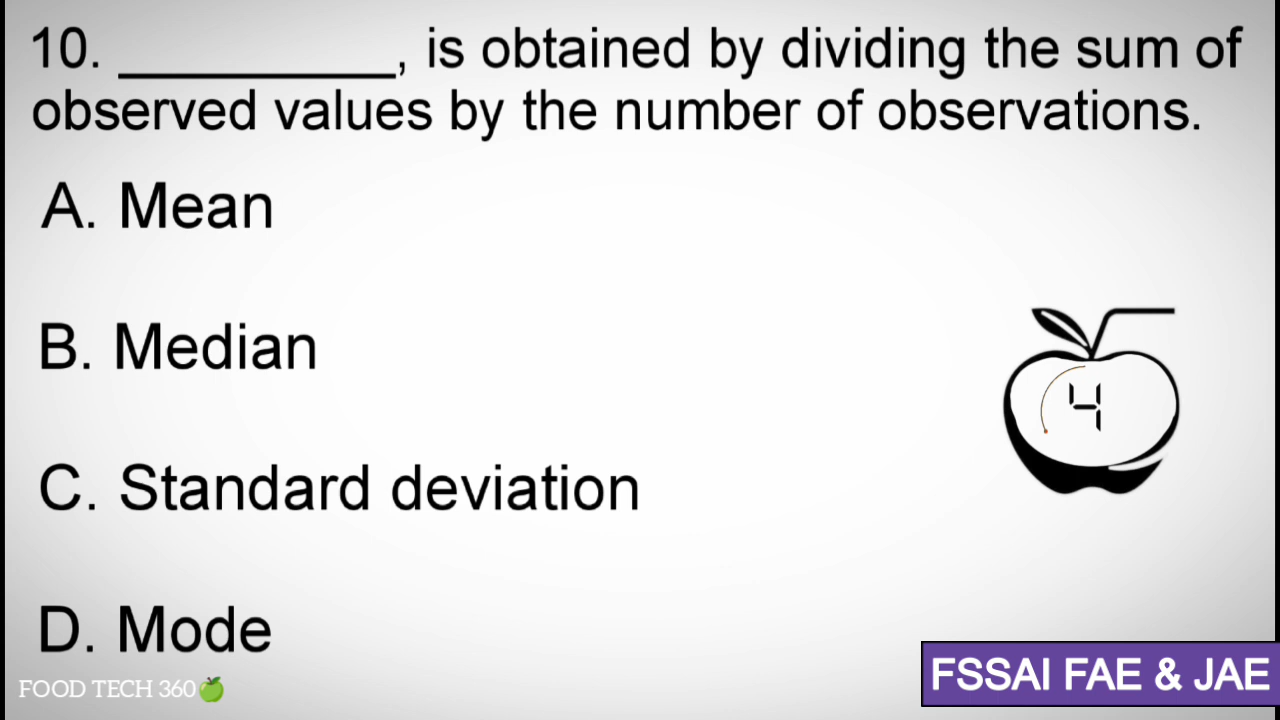 10. __________, is obtained by dividing the sum of
observed values by the number of observations.
A. Mean
B. Median
C. Standard deviation
D. Mode
4
FOOD TECH 360
FSSAI FAE & JAE